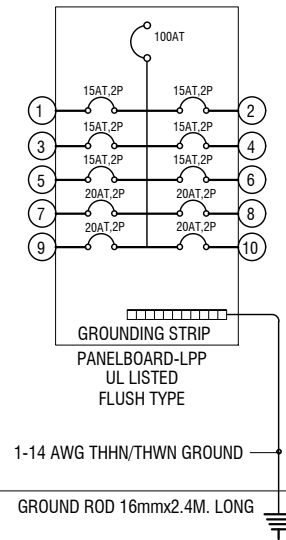 100AT
15AT,2P 15AT,2P
1 2
15AT,2P 15AT,2P
3 4
15AT,2P 15AT,2P
5 6
20AT,2P 20AT,2P
7 8
20AT,2P 20AT,2P
9 10
GROUNDING STRIP
PANELBOARD-LPP
UL LISTED
FLUSH TYPE
1-14 AWG THHN/THWN GROUND
GROUND ROD 16mmx2.4M. LONG